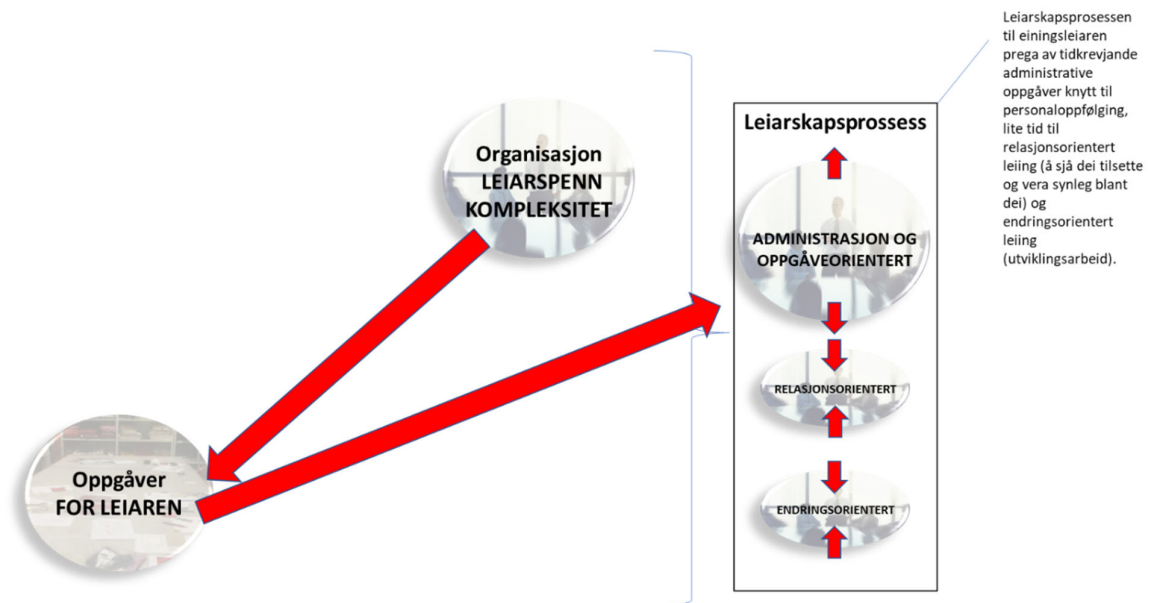 Organisasjon
LEIARSPENN
KOMPLEKSITET
Oppgåver
FOR LEIAREN
Leiarskapsprossess
ADMINISTRASJON OG
OPPGÅVEORIENTERT
RELASJONSORIENTERT
ENDRINGSORIENTERT
Leiarskapsprosessen
til einingsleiaren
prega av tidkrevjande
administrative
oppgåver knytt til
personaloppfølging,
lite tid til
relasjonsorientert
leiing (å sjå dei tilsette
og vera synleg blant
dei) og
endringsorientert
leiing
(utviklingsarbeid).